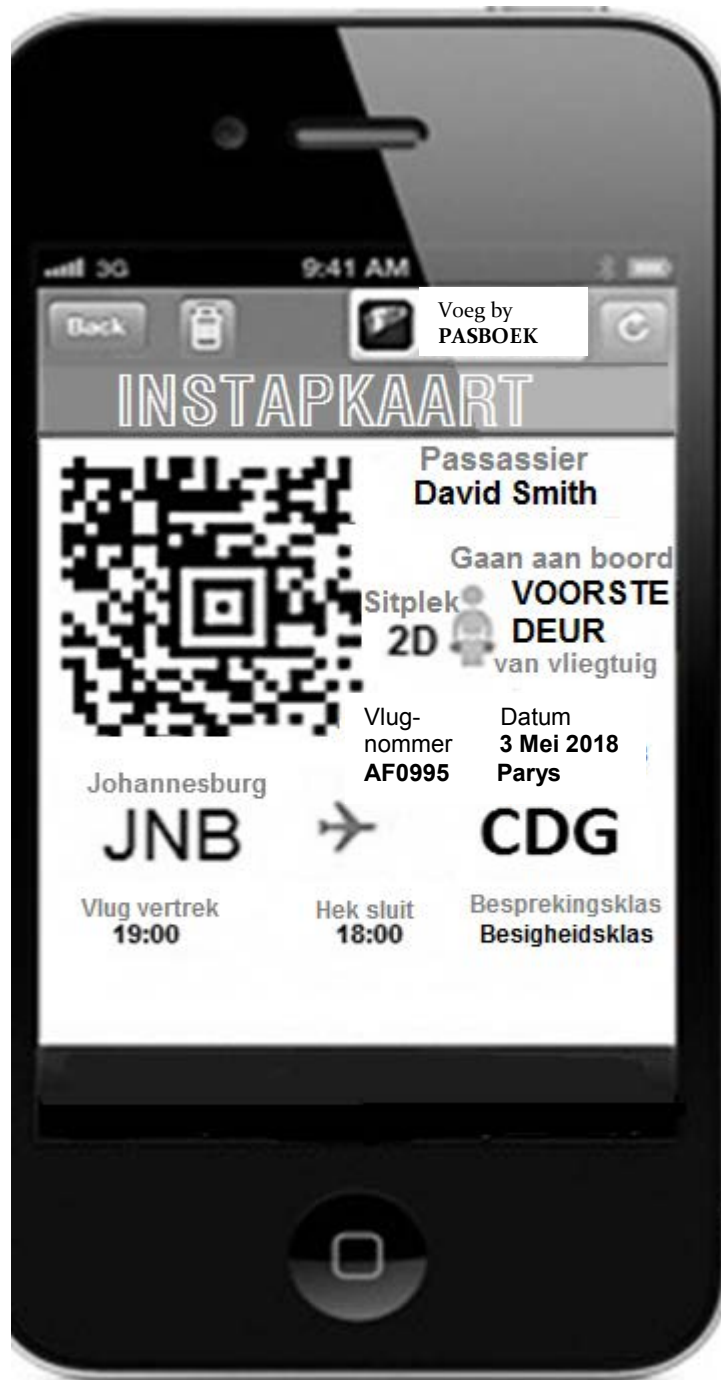 3G 9:41 AM
Back
Voeg by
PASBOEK
INSTAPKAART
Passassier
David Smith
Gaan aan boord
VOORSTE
DEUR
van vliegtuig
Sitplek
2D
Vlug-
nommer
AF0995
Datum
3 Mei 2018
Parys
Johannesburg
JNB
CDG
Vlug vertrek
19:00
Hek sluit
18:00
Besprekingsklas
Besigheidsklas